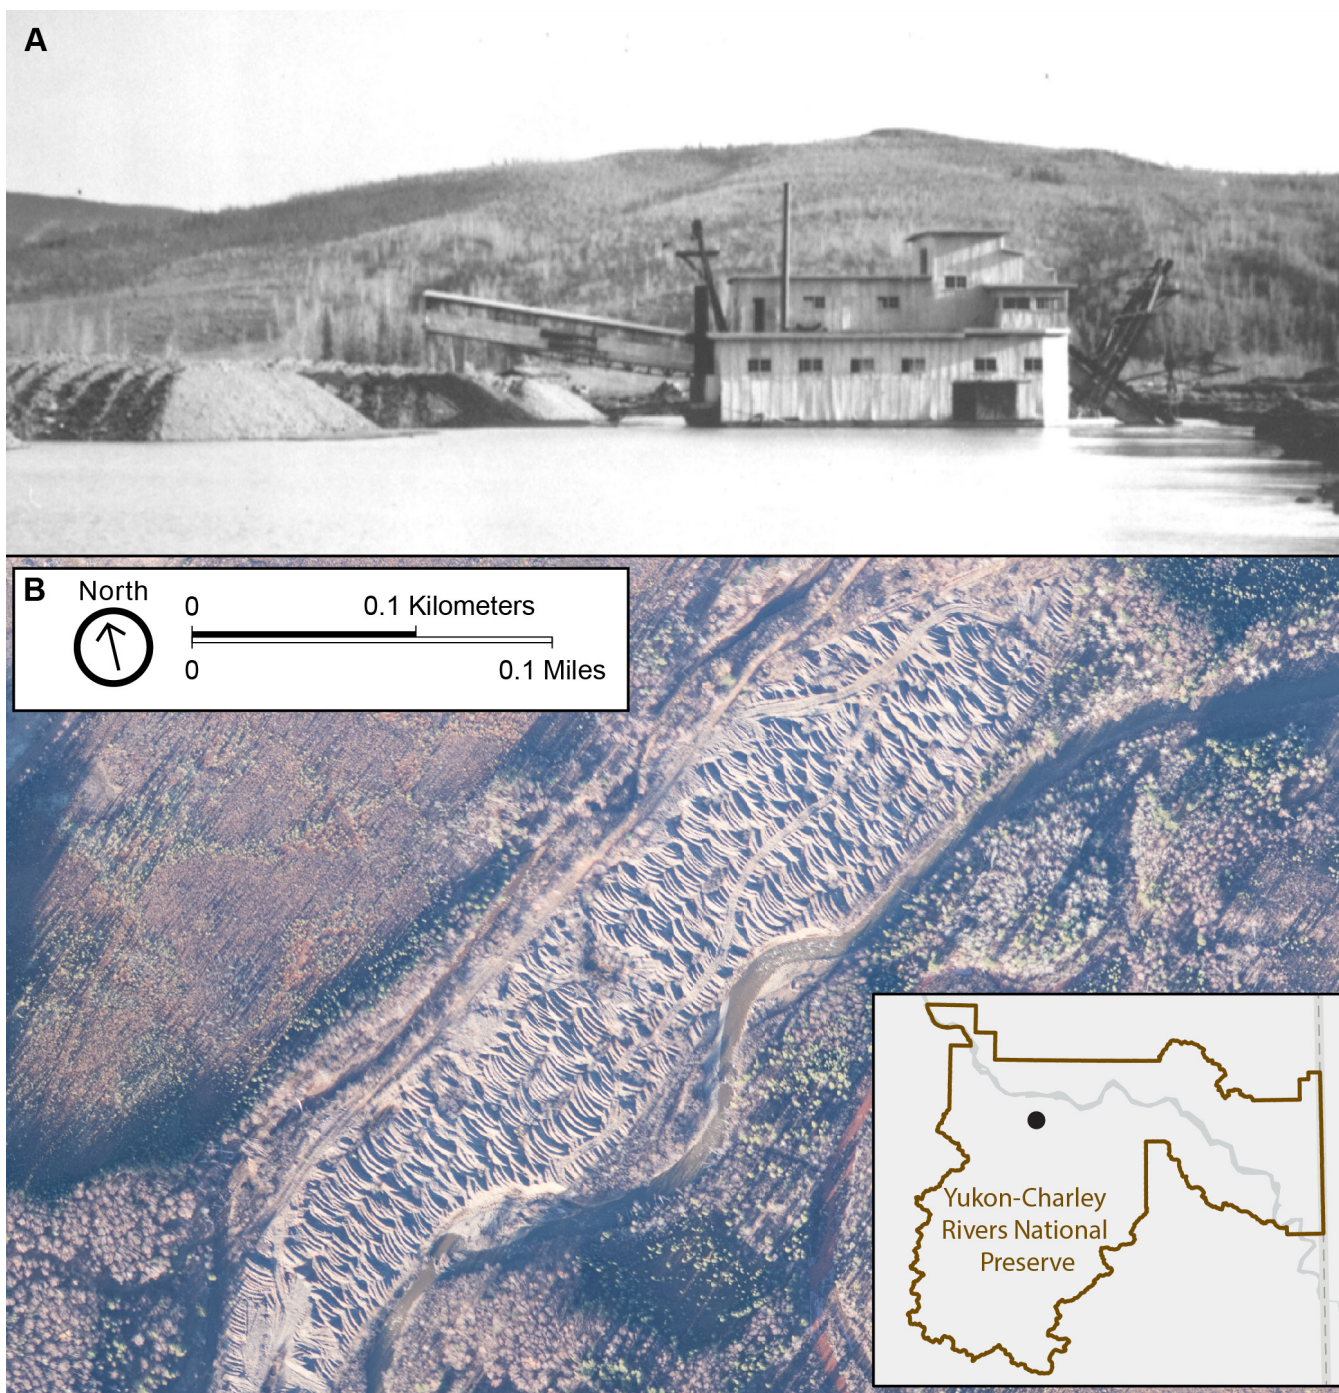 A
B
North
0
0.1 Kilometers
0
0.1 Miles
Yukon-Charley
Rivers National
Preserve